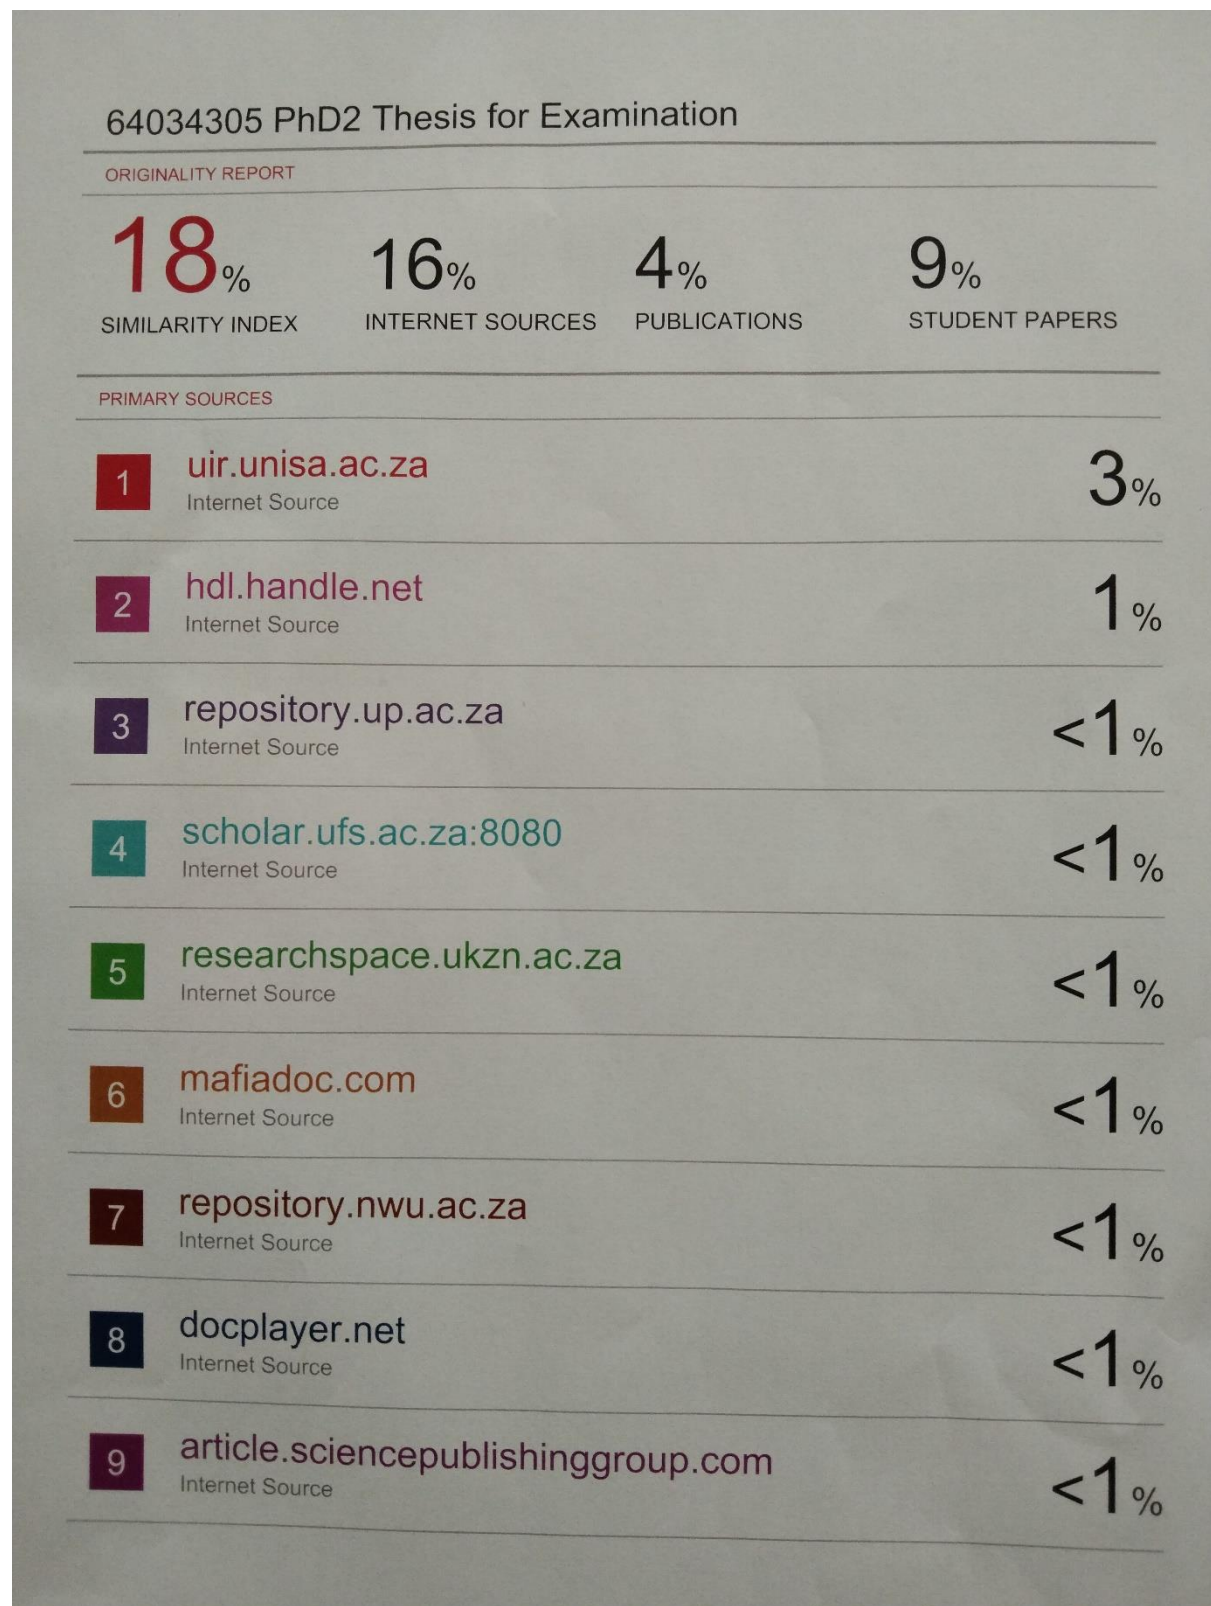 64034305 PhD2 Thesis for Examination
ORIGINALITY REPORT
18% 16% 4% 9%
SIMILARITY INDEX INTERNET SOURCES PUBLICATIONS STUDENT PAPERS
PRIMARY SOURCES
1 uir.unisa.ac.za 3%
Internet Source
2 hdl.handle.net 1%
Internet Source
3 repository.up.ac.za <1%
Internet Source
4 scholar.ufs.ac.za:8080 <1%
Internet Source
5 researchspace.ukzn.ac.za <1%
Internet Source
6 mafiadoc.com <1%
Internet Source
7 repository.nwu.ac.za <1%
Internet Source
8 docplayer.net <1%
Internet Source
9 article.sciencepublishinggroup.com <1%
Internet Source